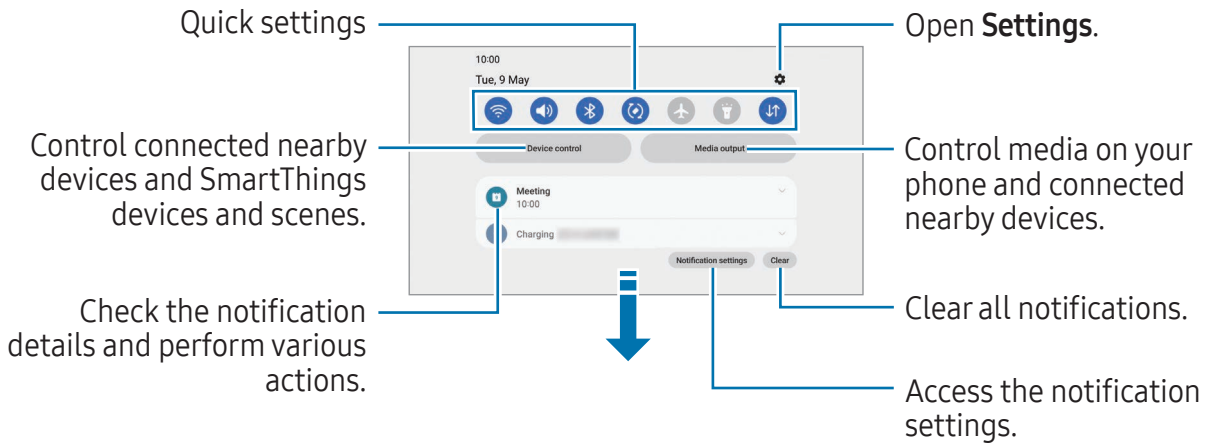 Quick settings
Open Settings.
10:00
Tue, 9 May
Device control
Media output
Control connected nearby
devices and SmartThings
devices and scenes.
Control media on your
phone and connected
nearby devices.
Meeting
10:00
Charging
Notification settings
Clear
Check the notification
details and perform various
actions.
Clear all notifications.
Access the notification
settings.